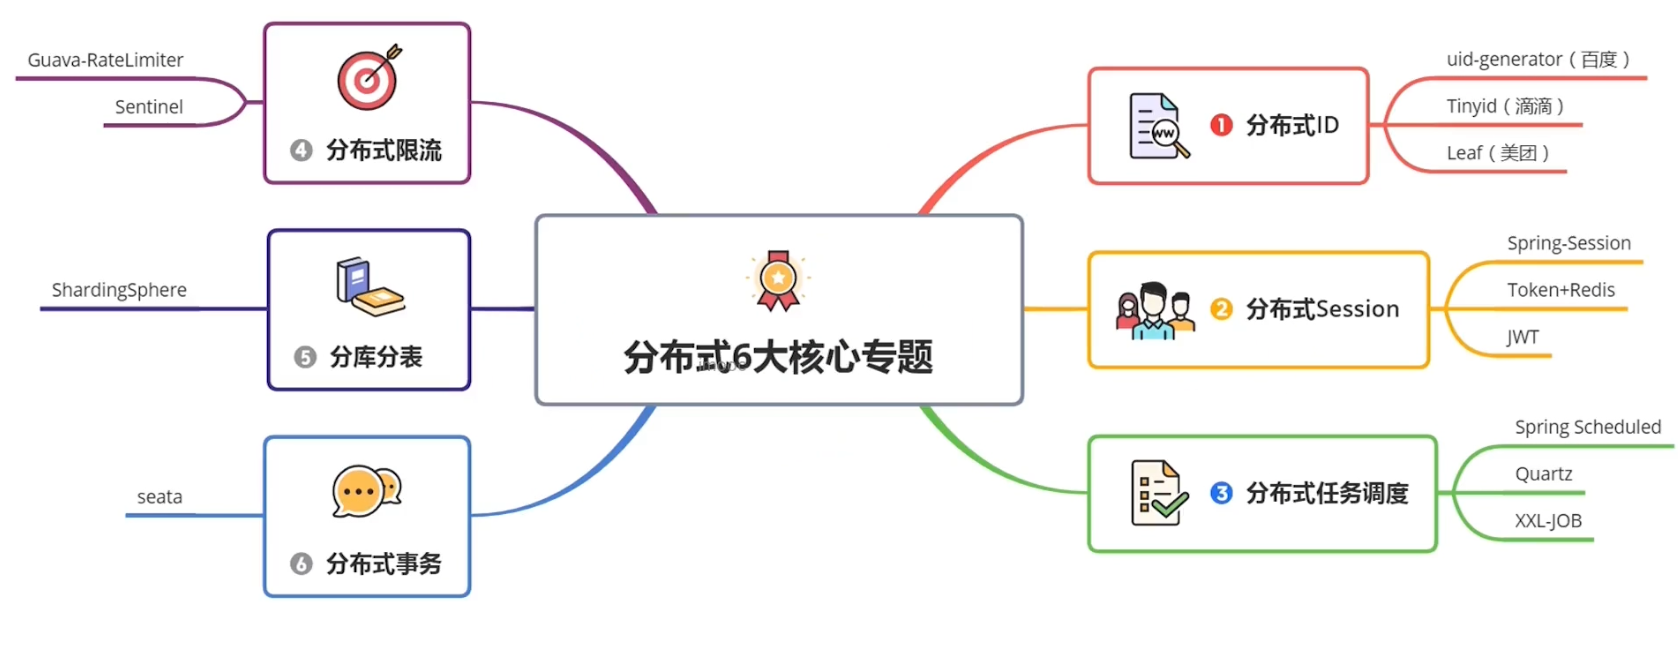 分布式6大核心专题
1 分布式ID
uid-generator（百度）
Tinyid（滴滴）
Leaf（美团）
2 分布式Session
Spring-Session
Token+Redis
JWT
3 分布式任务调度
Spring Scheduled
Quartz
XXL-JOB
4 分布式限流
Guava-RateLimiter
Sentinel
5 分库分表
ShardingSphere
6 分布式事务
seata
WW